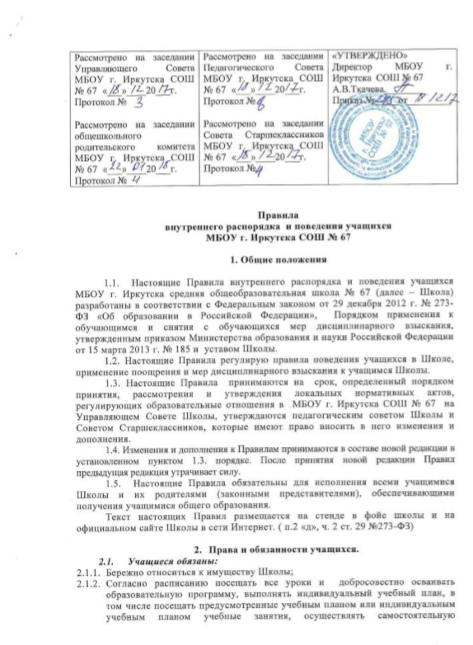 Рассмотрено на заседании
Управляющего Совета
МБОУ г. Иркутска СОШ
№ 67 «18» 12 2017г.
Протокол № 3
Рассмотрено на заседании
общешкольного
родительского комитета
МБОУ г. Иркутска СОШ
№ 67 «22» 01 2018г.
Протокол № 4
Рассмотрено на заседании
Педагогического Совета
МБОУ г. Иркутска СОШ
№ 67 «18» 12 2017г.
Протокол №
Рассмотрено на заседании
Совета Старшеклассников
МБОУ г. Иркутска СОШ
№ 67 «18» 12 2017г.
Протокол №4
«УТВЕРЖДЕНО»
Директор МБОУ г.
Иркутска СОШ № 67
А.В.Ткачева
Приказ № от 18 12 17
Правила
внутреннего распорядка и поведения учащихся
МБОУ г. Иркутска СОШ № 67
1. Общие положения
1.1. Настоящие Правила внутреннего распорядка и поведения учащихся
МБОУ г. Иркутска средняя общеобразовательная школа № 67 (далее – Школа)
разработаны в соответствии с Федеральным законом от 29 декабря 2012 г. № 273-
ФЗ «Об образовании в Российской Федерации», Порядком применения к
обучающимся и снятия с обучающихся мер дисциплинарного взыскания,
утвержденным приказом Министерства образования и науки Российской Федерации
от 15 марта 2013 г. № 185 и уставом Школы.
1.2. Настоящие Правила регулируют правила поведения учащихся в Школе,
применение поощрения и мер дисциплинарного взыскания к учащимся Школы.
1.3. Настоящие Правила принимаются на срок, определенный порядком
принятия, рассмотрения и утверждения локальных нормативных актов,
регулирующих образовательные отношения в МБОУ г. Иркутска СОШ № 67 на
Управляющем Совете Школы, утверждаются педагогическим советом Школы и
Советом Старшеклассников, которые имеют право вносить в него изменения и
дополнения.
1.4. Изменения и дополнения к Правилам принимаются в составе новой редакции в
установленном пунктом 1.3. порядке. После принятия новой редакции Правил
предыдущая редакция утрачивает силу.
1.5. Настоящие Правила обязательны для исполнения всеми учащимися
Школы и их родителями (законными представителями), обеспечивающими
получения учащимися общего образования.
Текст настоящих Правил размещается на стенде в фойе школы и на
официальном сайте Школы в сети Интернет. ( п.2 «д», ч. 2 ст. 29 №273-ФЗ)
2. Права и обязанности учащихся.
2.1. Учащиеся обязаны:
2.1.1. Бережно относиться к имуществу Школы;
2.1.2. Согласно расписанию посещать все уроки и добросовестно осваивать
образовательную программу, выполнять индивидуальный учебный план, в
том числе посещать предусмотренные учебным планом или индивидуальным
учебным планом учебные занятия, осуществлять самостоятельную